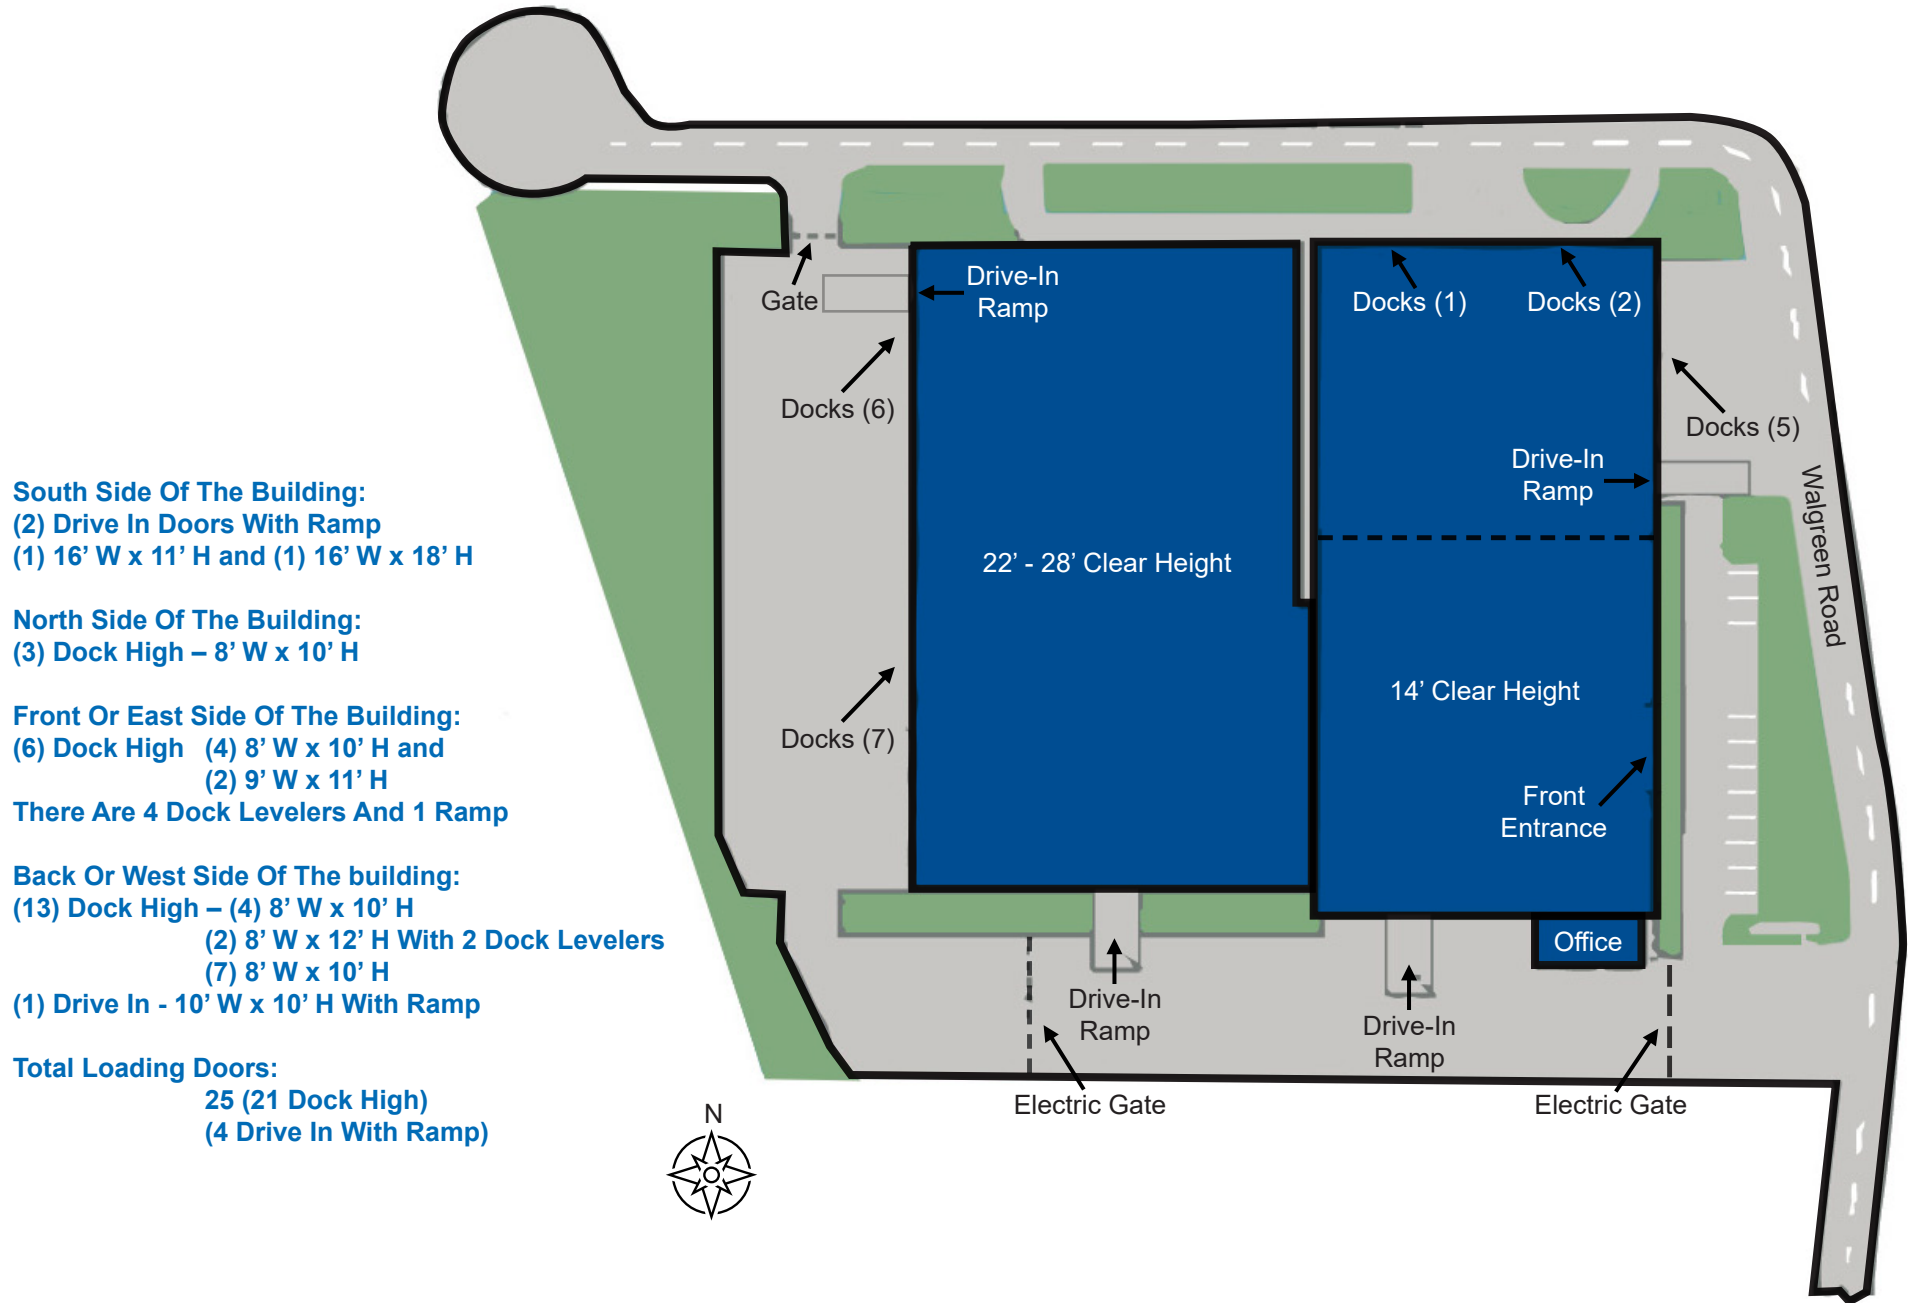 South Side Of The Building:
(2) Drive In Doors With Ramp
(1) 16’ W x 11’ H and (1) 16’ W x 18’ H
North Side Of The Building:
(3) Dock High – 8’ W x 10’ H
Front Or East Side Of The Building:
(6) Dock High (4) 8’ W x 10’ H and
(2) 9’ W x 11’ H
There Are 4 Dock Levelers And 1 Ramp
Back Or West Side Of The building:
(13) Dock High – (4) 8’ W x 10’ H
(2) 8’ W x 12’ H With 2 Dock Levelers
(7) 8’ W x 10’ H
(1) Drive In - 10’ W x 10’ H With Ramp
Total Loading Doors:
25 (21 Dock High)
(4 Drive In With Ramp)
Gate
Drive-In
Ramp
Docks (1)
Docks (2)
Docks (6)
Docks (5)
Drive-In
Ramp
Walgreen Road
22’ - 28’ Clear Height
14’ Clear Height
Docks (7)
Front
Entrance
Office
Drive-In
Ramp
Drive-In
Ramp
Electric Gate
Electric Gate
N